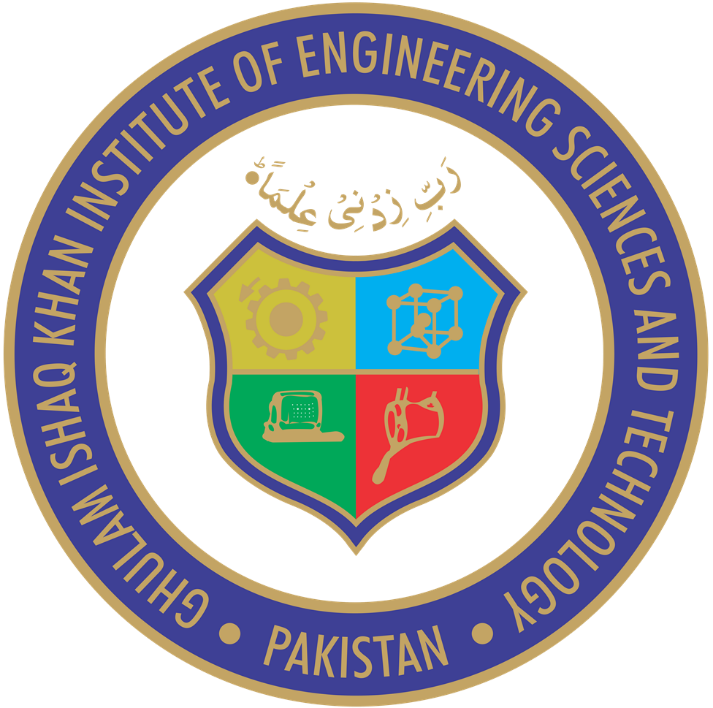 GHULAM ISHAQ KHAN INSTITUTE OF ENGINEERING SCIENCES AND TECHNOLOGY
رَبِّ زِدْنِیْ عِلْمًا
• PAKISTAN •